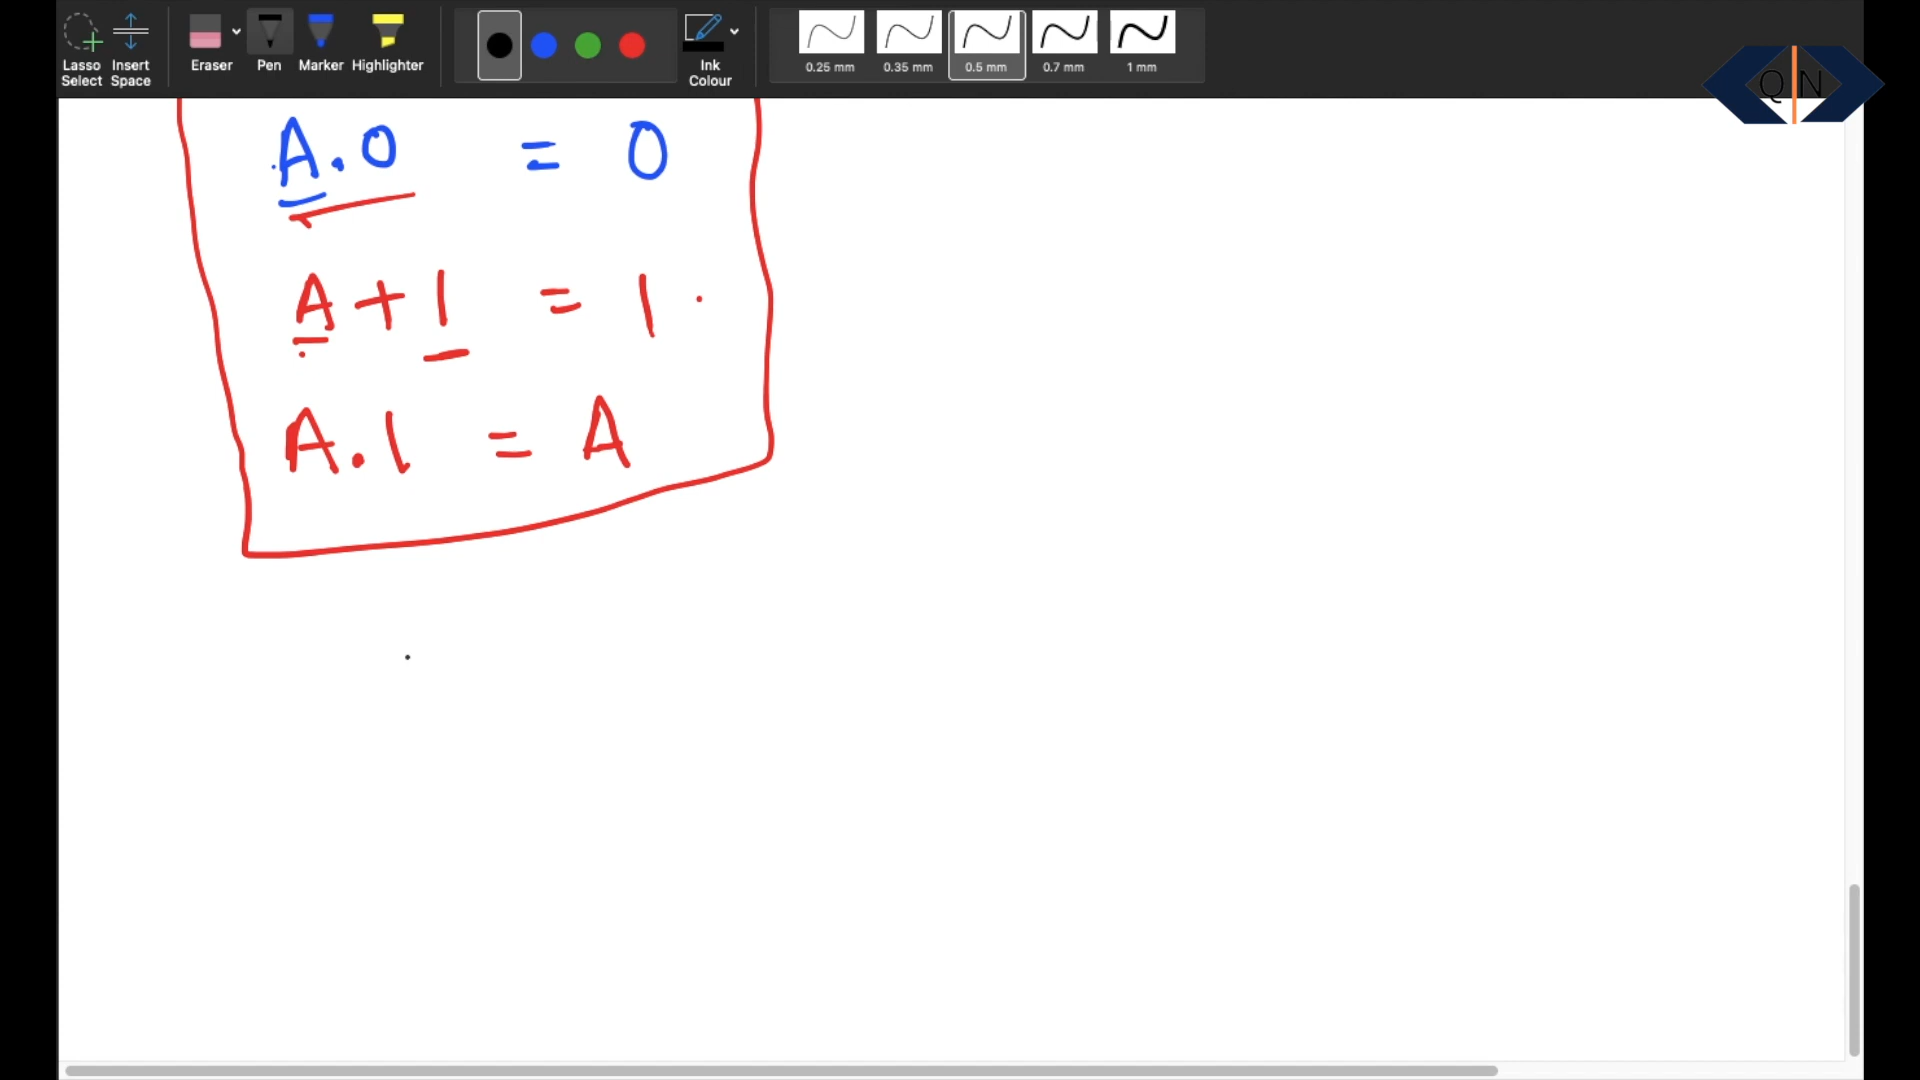 Lasso Select
Insert Space
Eraser
Pen
Marker
Highlighter
Ink Colour
0.25 mm
0.35 mm
0.5 mm
0.7 mm
1 mm
Q N
A.0 = 0
A+1 = 1
A.1 = A